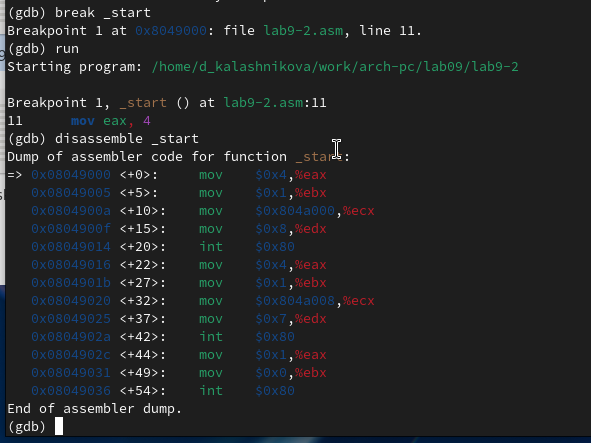 (gdb) break _start
Breakpoint 1 at 0x8049000: file lab9-2.asm, line 11.
(gdb) run
Starting program: /home/d_kalashnikova/work/arch-pc/lab09/lab9-2
Breakpoint 1, _start () at lab9-2.asm:11
11 mov eax, 4
(gdb) disassemble _start
Dump of assembler code for function _start:
=> 0x08049000 <+0>: mov $0x4,%eax
0x08049005 <+5>: mov $0x1,%ebx
0x0804900a <+10>: mov $0x804a000,%ecx
0x0804900f <+15>: mov $0x8,%edx
0x08049014 <+20>: int $0x80
0x08049016 <+22>: mov $0x4,%eax
0x0804901b <+27>: mov $0x1,%ebx
0x08049020 <+32>: mov $0x804a008,%ecx
0x08049025 <+37>: mov $0x7,%edx
0x0804902a <+42>: int $0x80
0x0804902c <+44>: mov $0x1,%eax
0x08049031 <+49>: mov $0x0,%ebx
0x08049036 <+54>: int $0x80
End of assembler dump.
(gdb)